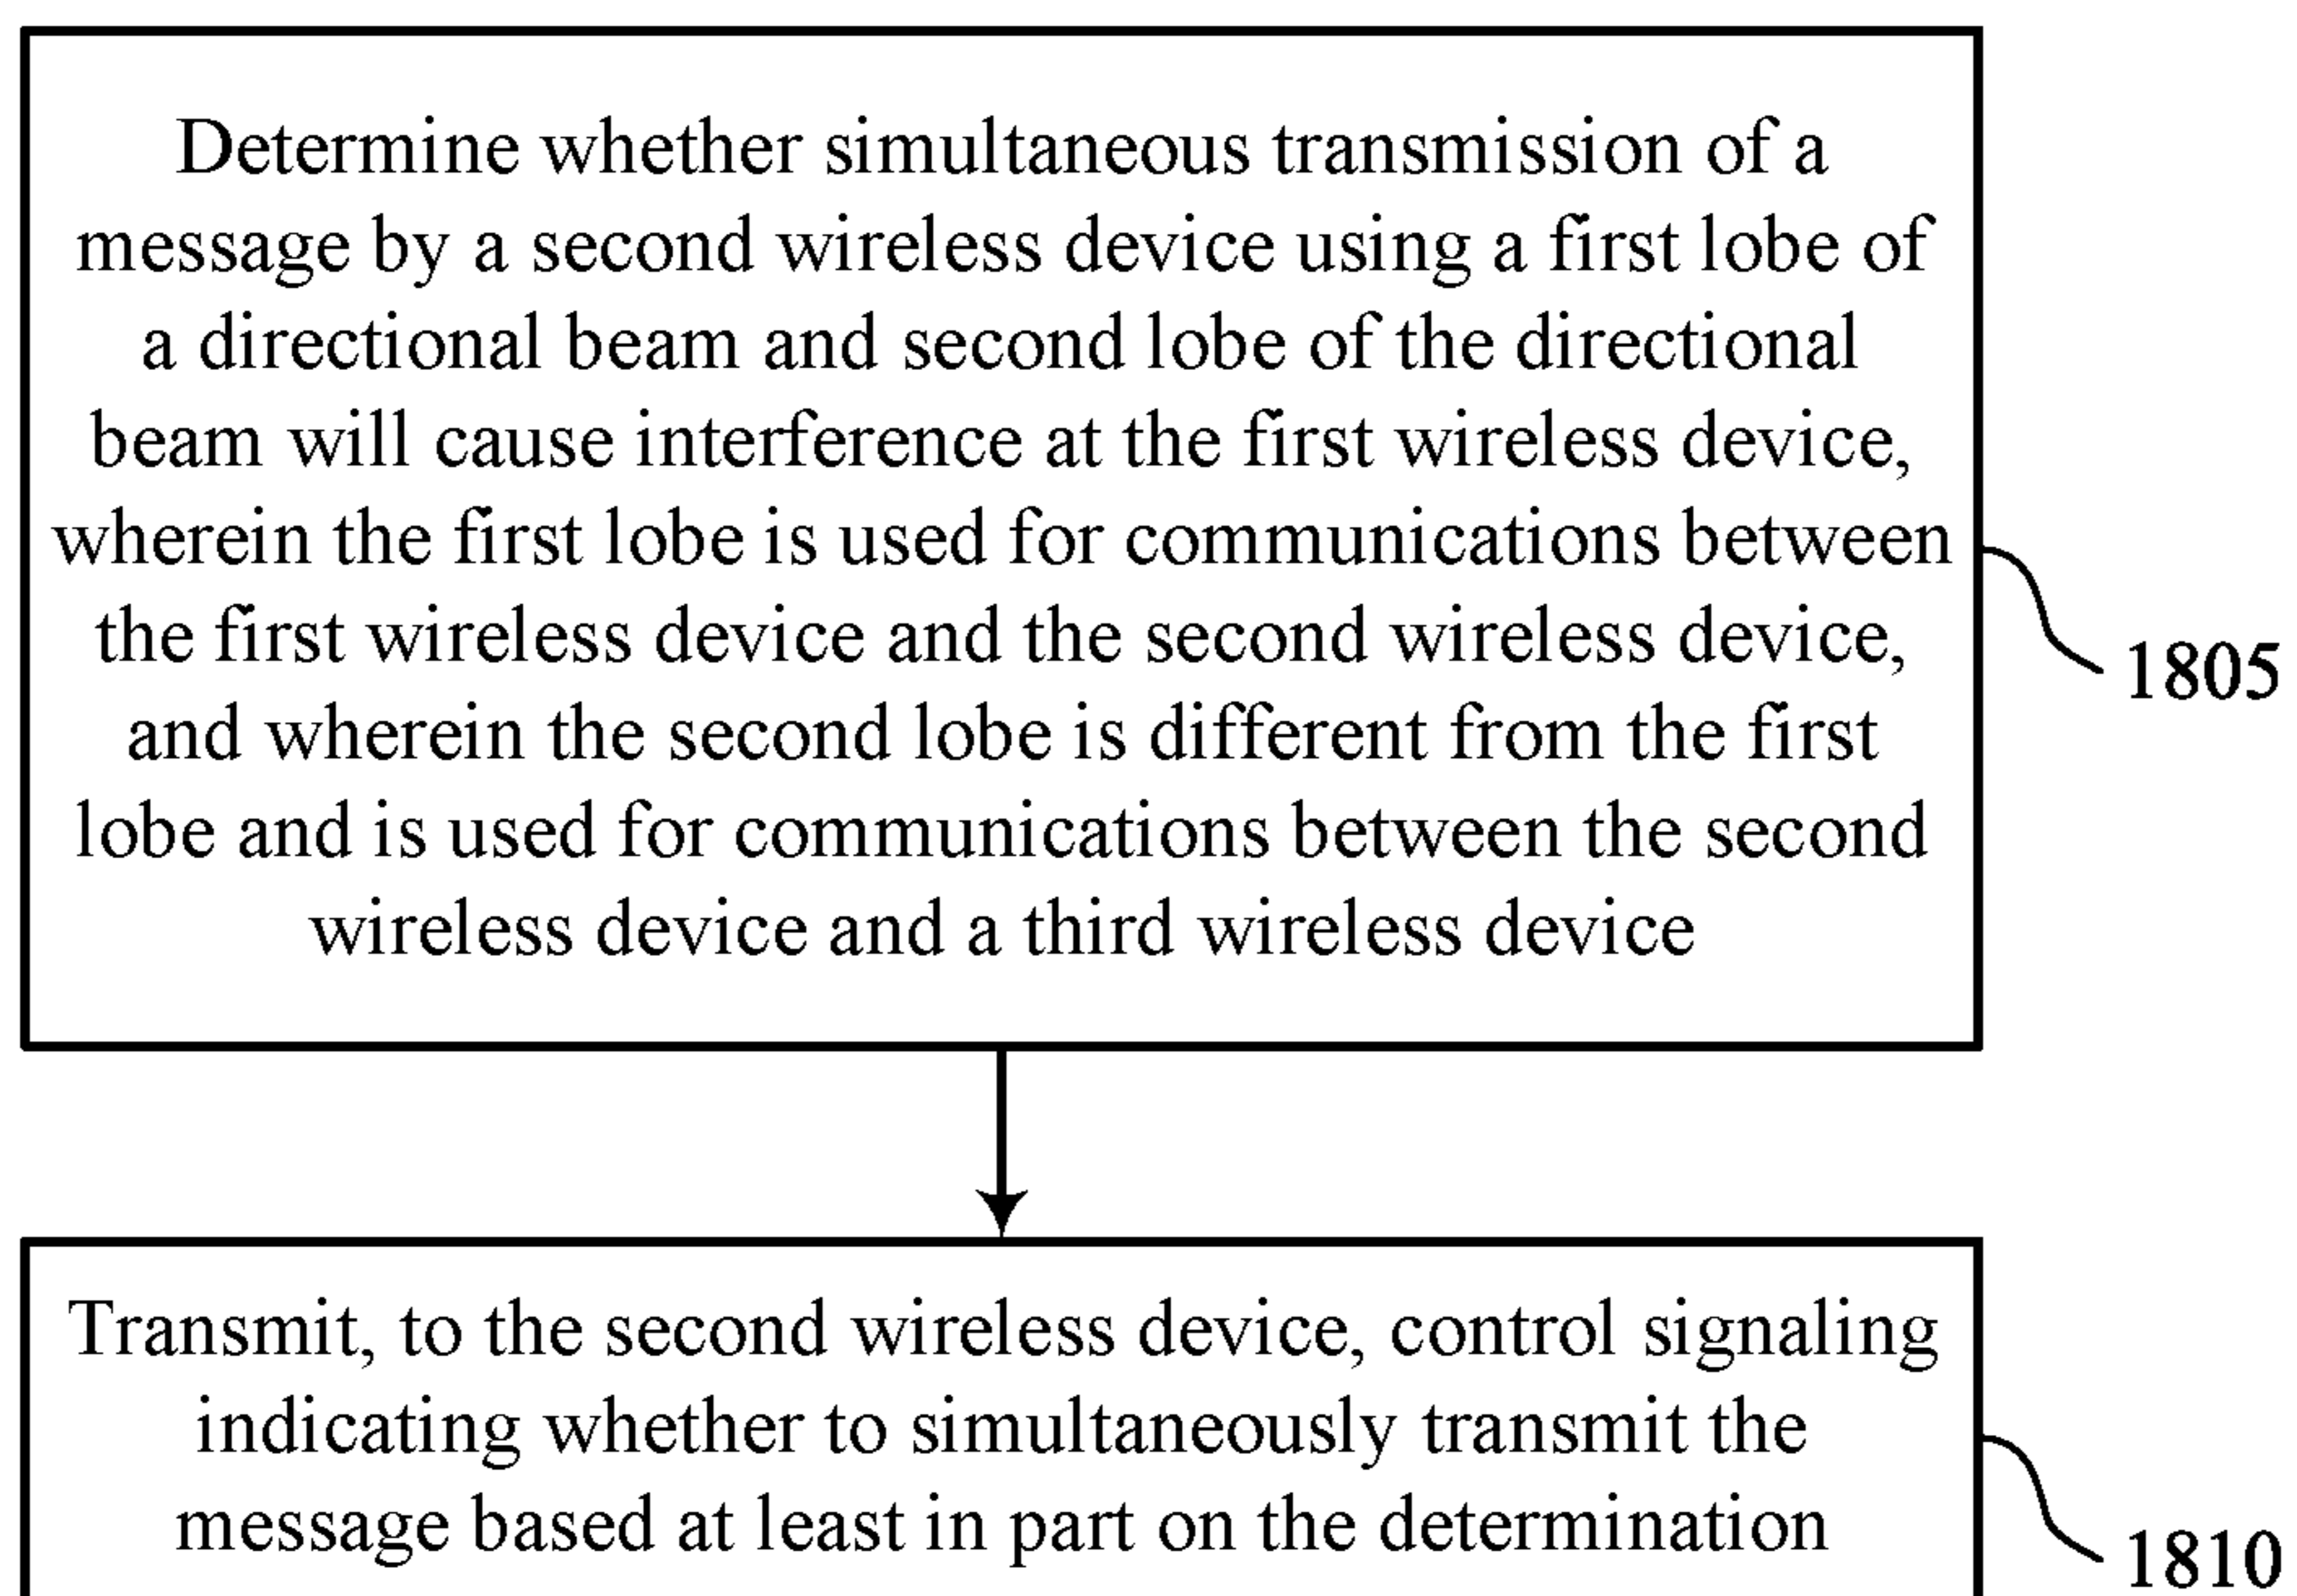 Determine whether simultaneous transmission of a
message by a second wireless device using a first lobe of
a directional beam and second lobe of the directional
beam will cause interference at the first wireless device,
wherein the first lobe is used for communications between
the first wireless device and the second wireless device,
and wherein the second lobe is different from the first
lobe and is used for communications between the second
wireless device and a third wireless device
1805
Transmit, to the second wireless device, control signaling
indicating whether to simultaneously transmit the
message based at least in part on the determination
1810